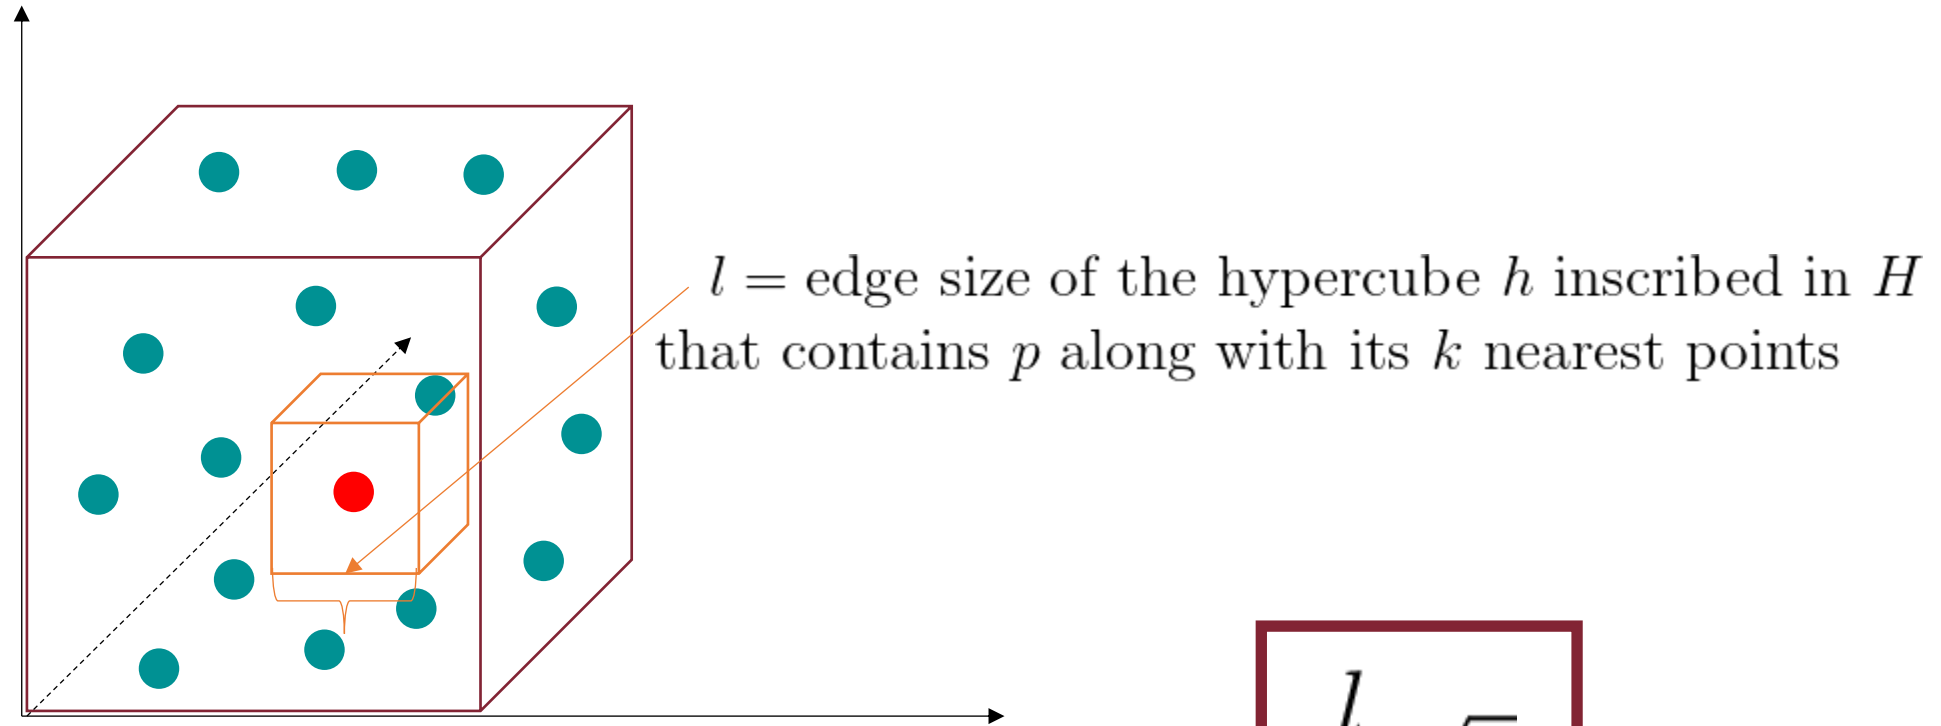 l = edge size of the hypercube h inscribed in H
that contains p along with its k nearest points
l